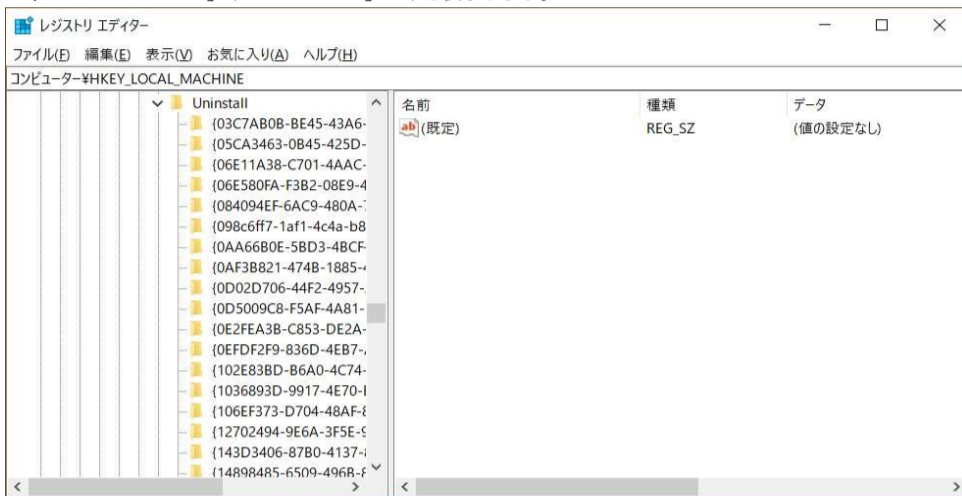 レジストリ エディター
ファイル(F) 編集(E) 表示(V) お気に入り(A) ヘルプ(H)
コンピューター¥HKEY_LOCAL_MACHINE
Uninstall
{03C7AB0B-BE45-43A6-
{05CA3463-0B45-425D-
{06E11A38-C701-4AAC-
{06E580FA-F3B2-08E9-4
{084094EF-6AC9-480A-
{098c6ff7-1af1-4c4a-b8
{0AA66B0E-5BD3-4BCF-
{0AF3B821-474B-1885-
{0D02D706-44F2-4957-
{0D5009C8-F5AF-4A81-
{0E2FEA3B-C853-DE2A-
{0EFDF2F9-836D-4EB7-
{102E83BD-B6A0-4C74-
{1036893D-9917-4E70-
{106EF373-D704-48AF-
{12702494-9E6A-3F5E-
{143D3406-87B0-4137-
{14898485-6509-496B-
名前 種類 データ
ab (既定) REG_SZ (値の設定なし)